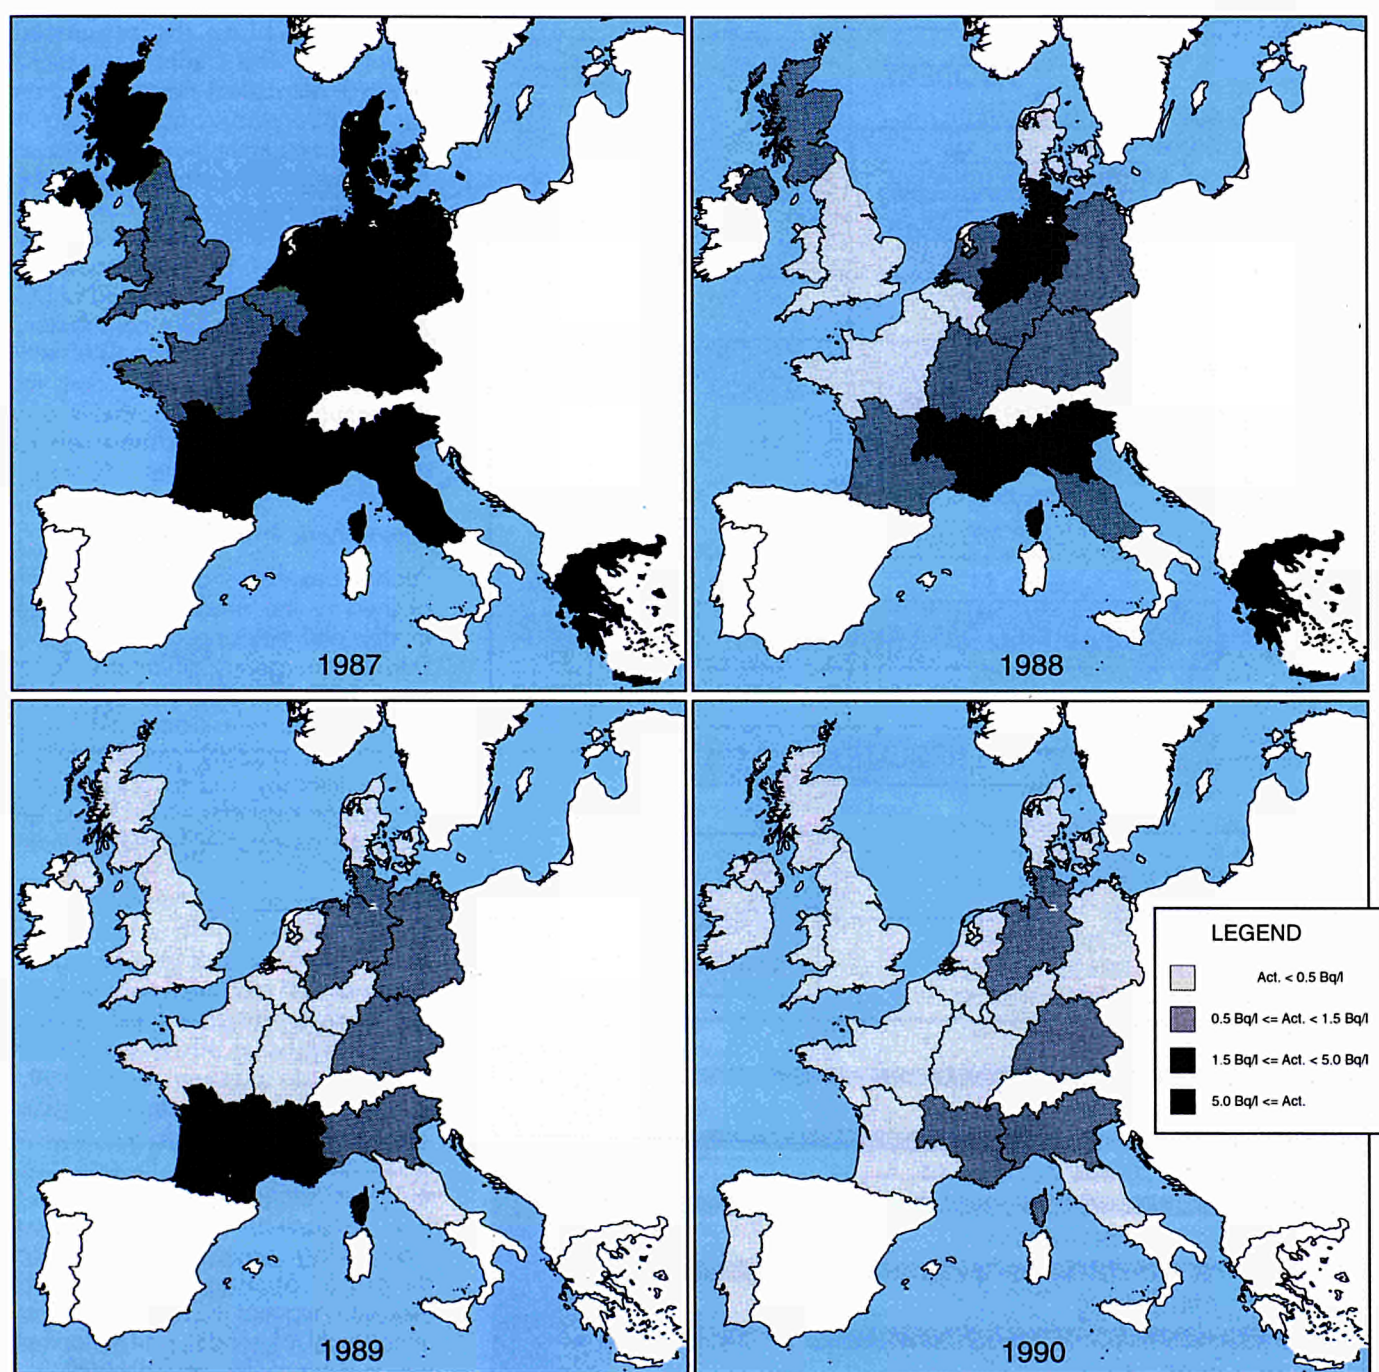 1987
1988
1989
1990
LEGEND
Act. < 0.5 Bq/l
0.5 Bq/l <= Act. < 1.5 Bq/l
1.5 Bq/l <= Act. < 5.0 Bq/l
5.0 Bq/l <= Act.